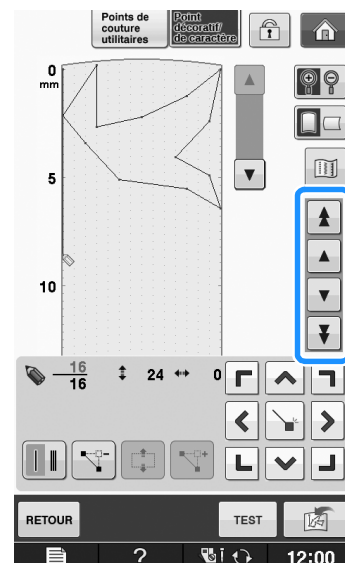 Points de
couture
utilitaires
Point
décoratif/
de caractère
0
mm
5
10
16
16
24
0
RETOUR
TEST
?
12:00